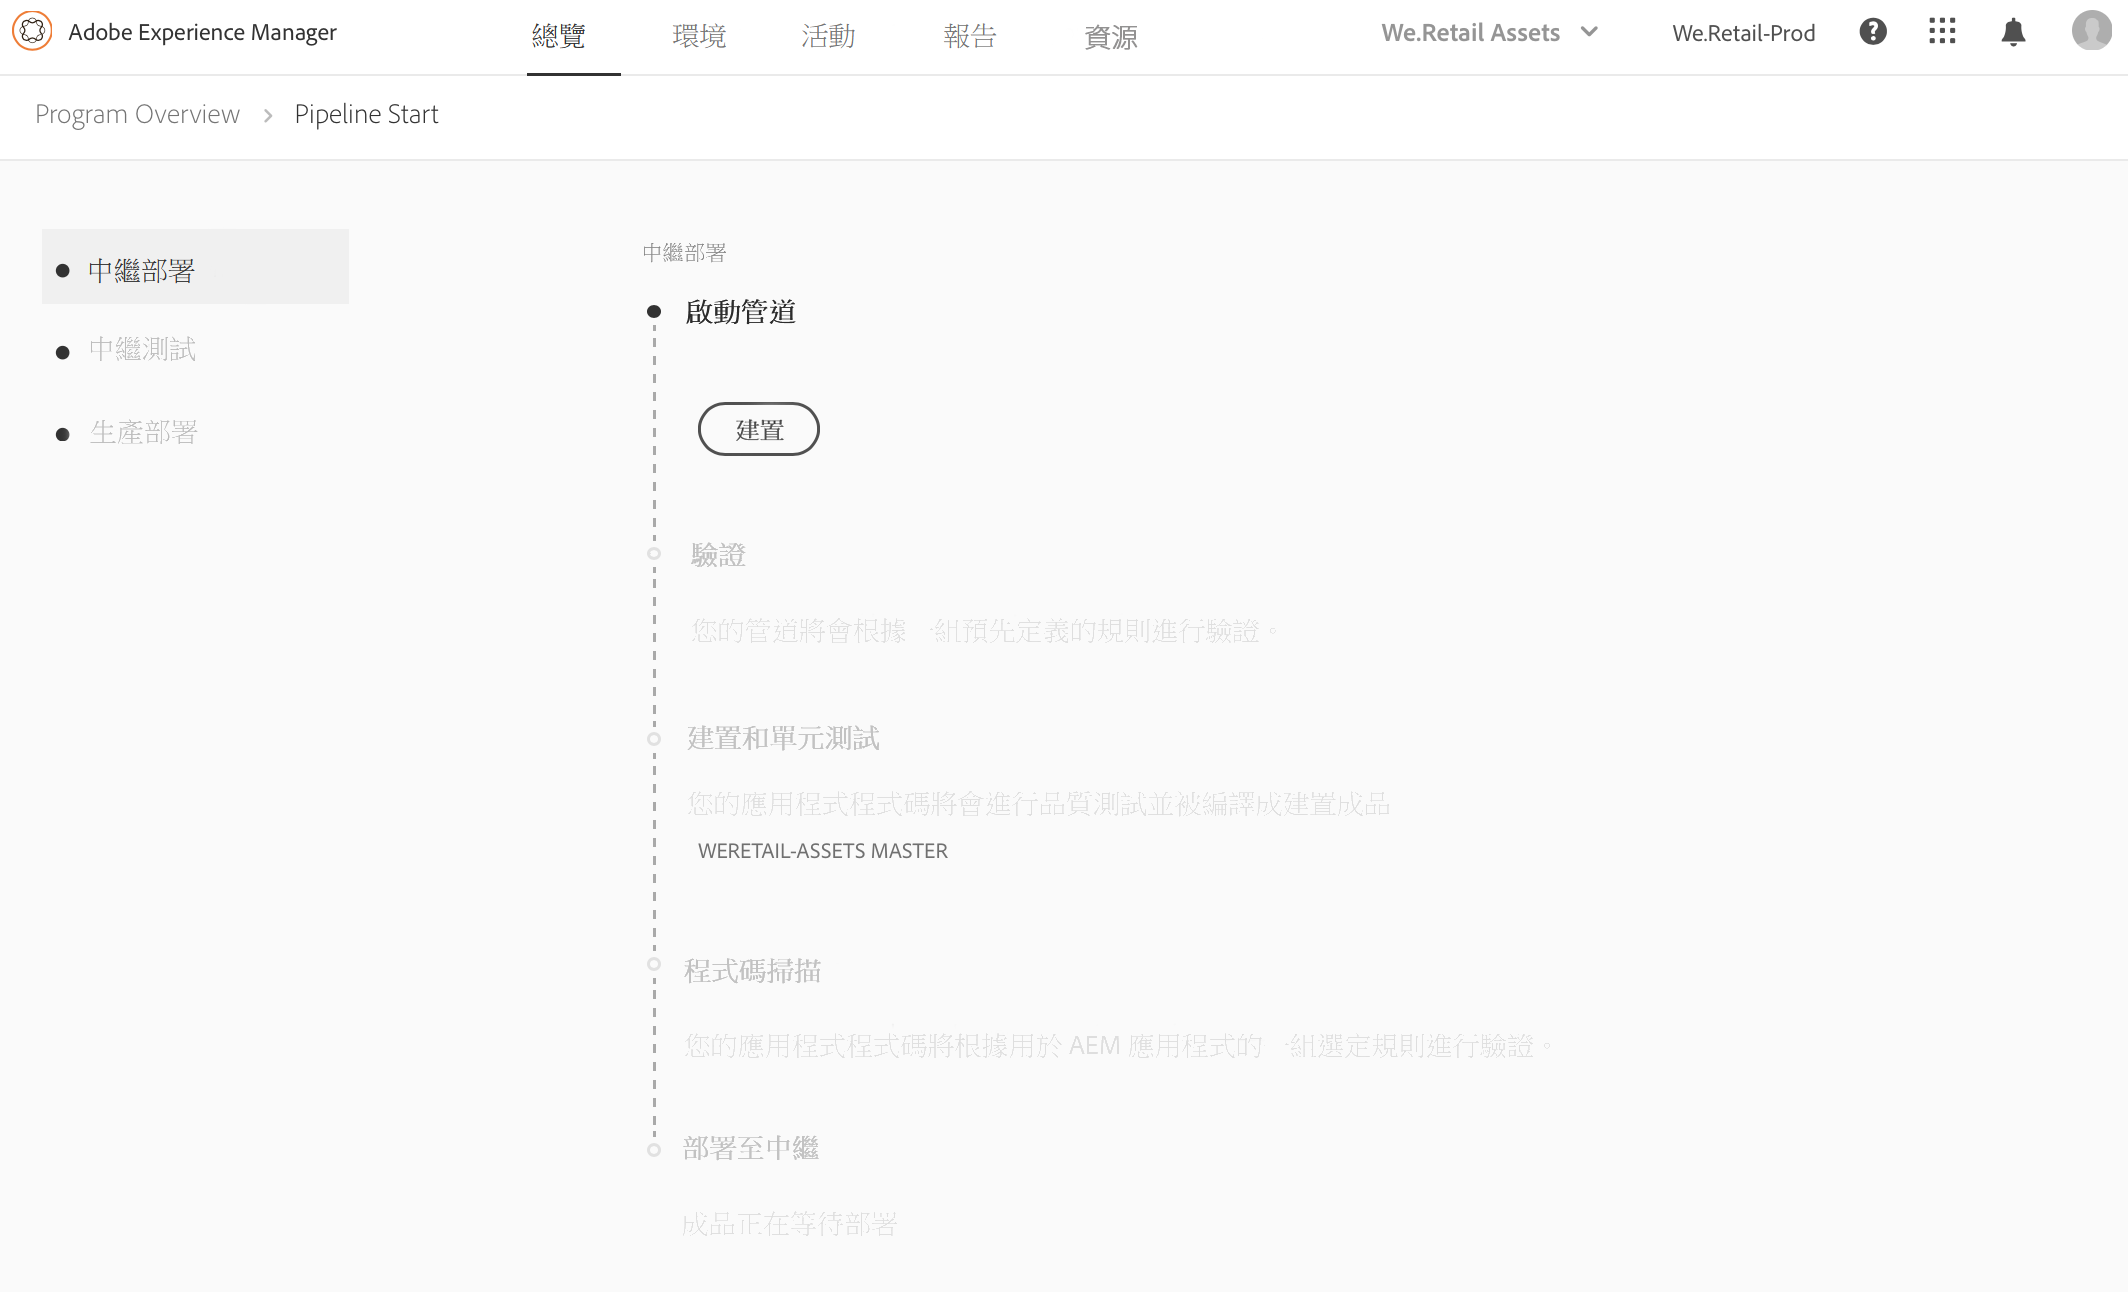 Adobe Experience Manager
總覽
環境
活動
報告
資源
We.Retail Assets
We.Retail-Prod
Program Overview > Pipeline Start
中繼部署
中繼測試
生產部署
中繼部署
啟動管道
建置
驗證
您的管道將會根據一組預先定義的規則進行驗證。
建置和單元測試
您的應用程式程式碼將會進行品質測試並被編譯成建置成品
WERETAIL-ASSETS MASTER
程式碼掃描
您的應用程式程式碼將根據用於 AEM 應用程式的一組選定規則進行驗證。
部署至中繼
成品正在等待部署